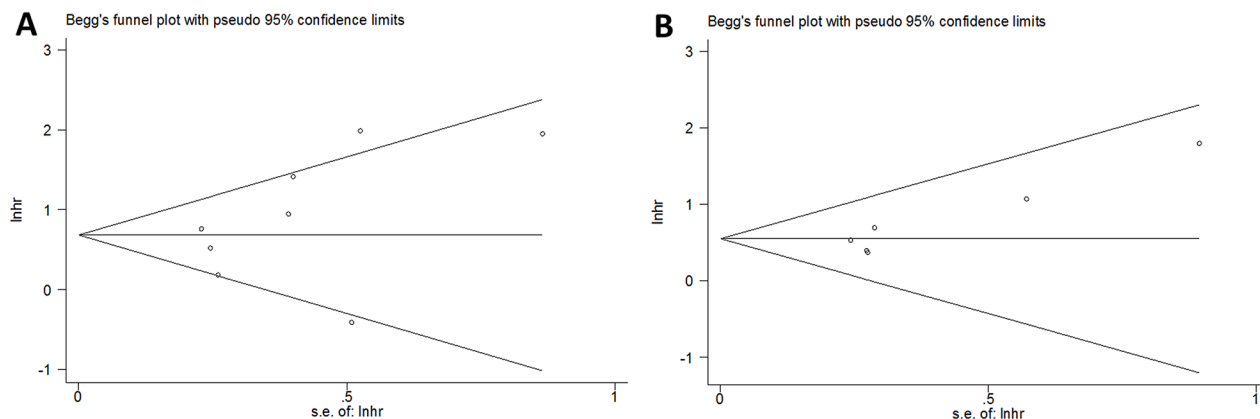 A
Begg's funnel plot with pseudo 95% confidence limits
3
2
1
0
-1
lnhr
0
.5
1
s.e. of: lnhr
B
Begg's funnel plot with pseudo 95% confidence limits
3
2
1
0
-1
lnhr
0
.5
1
s.e. of: lnhr